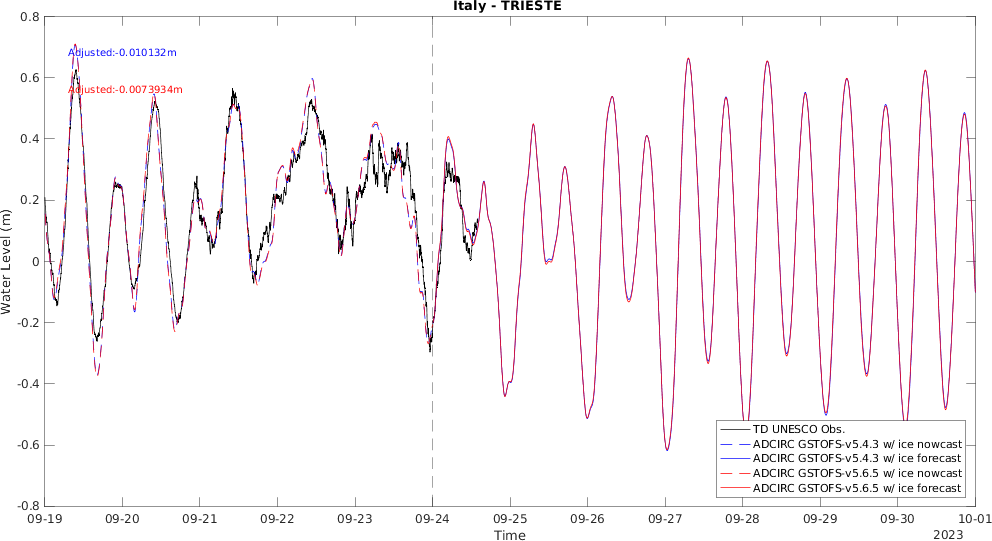 Italy - TRIESTE
Adjusted:-0.010132m
Adjusted:-0.0073934m
Water Level (m)
0.8
0.6
0.4
0.2
0
-0.2
-0.4
-0.6
-0.8
TD UNESCO Obs.
ADCIRC GSTOFS-v5.4.3 w/ ice nowcast
ADCIRC GSTOFS-v5.4.3 w/ ice forecast
ADCIRC GSTOFS-v5.6.5 w/ ice nowcast
ADCIRC GSTOFS-v5.6.5 w/ ice forecast
09-19 09-20 09-21 09-22 09-23 09-24 09-25 09-26 09-27 09-28 09-29 09-30 10-01
Time
2023